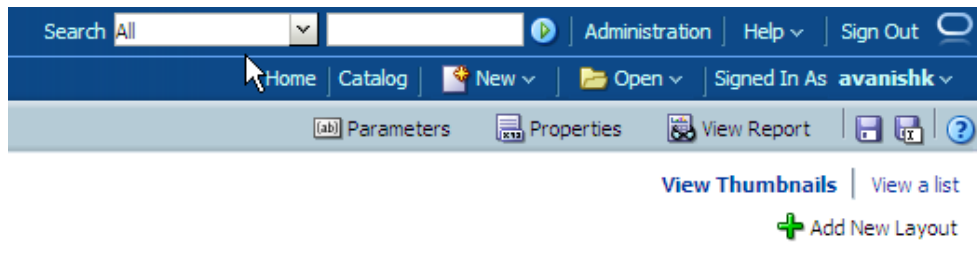 Search All Administration Help Sign Out
Home Catalog New Open Signed In As avanishk
Parameters Properties View Report
View Thumbnails View a list
Add New Layout